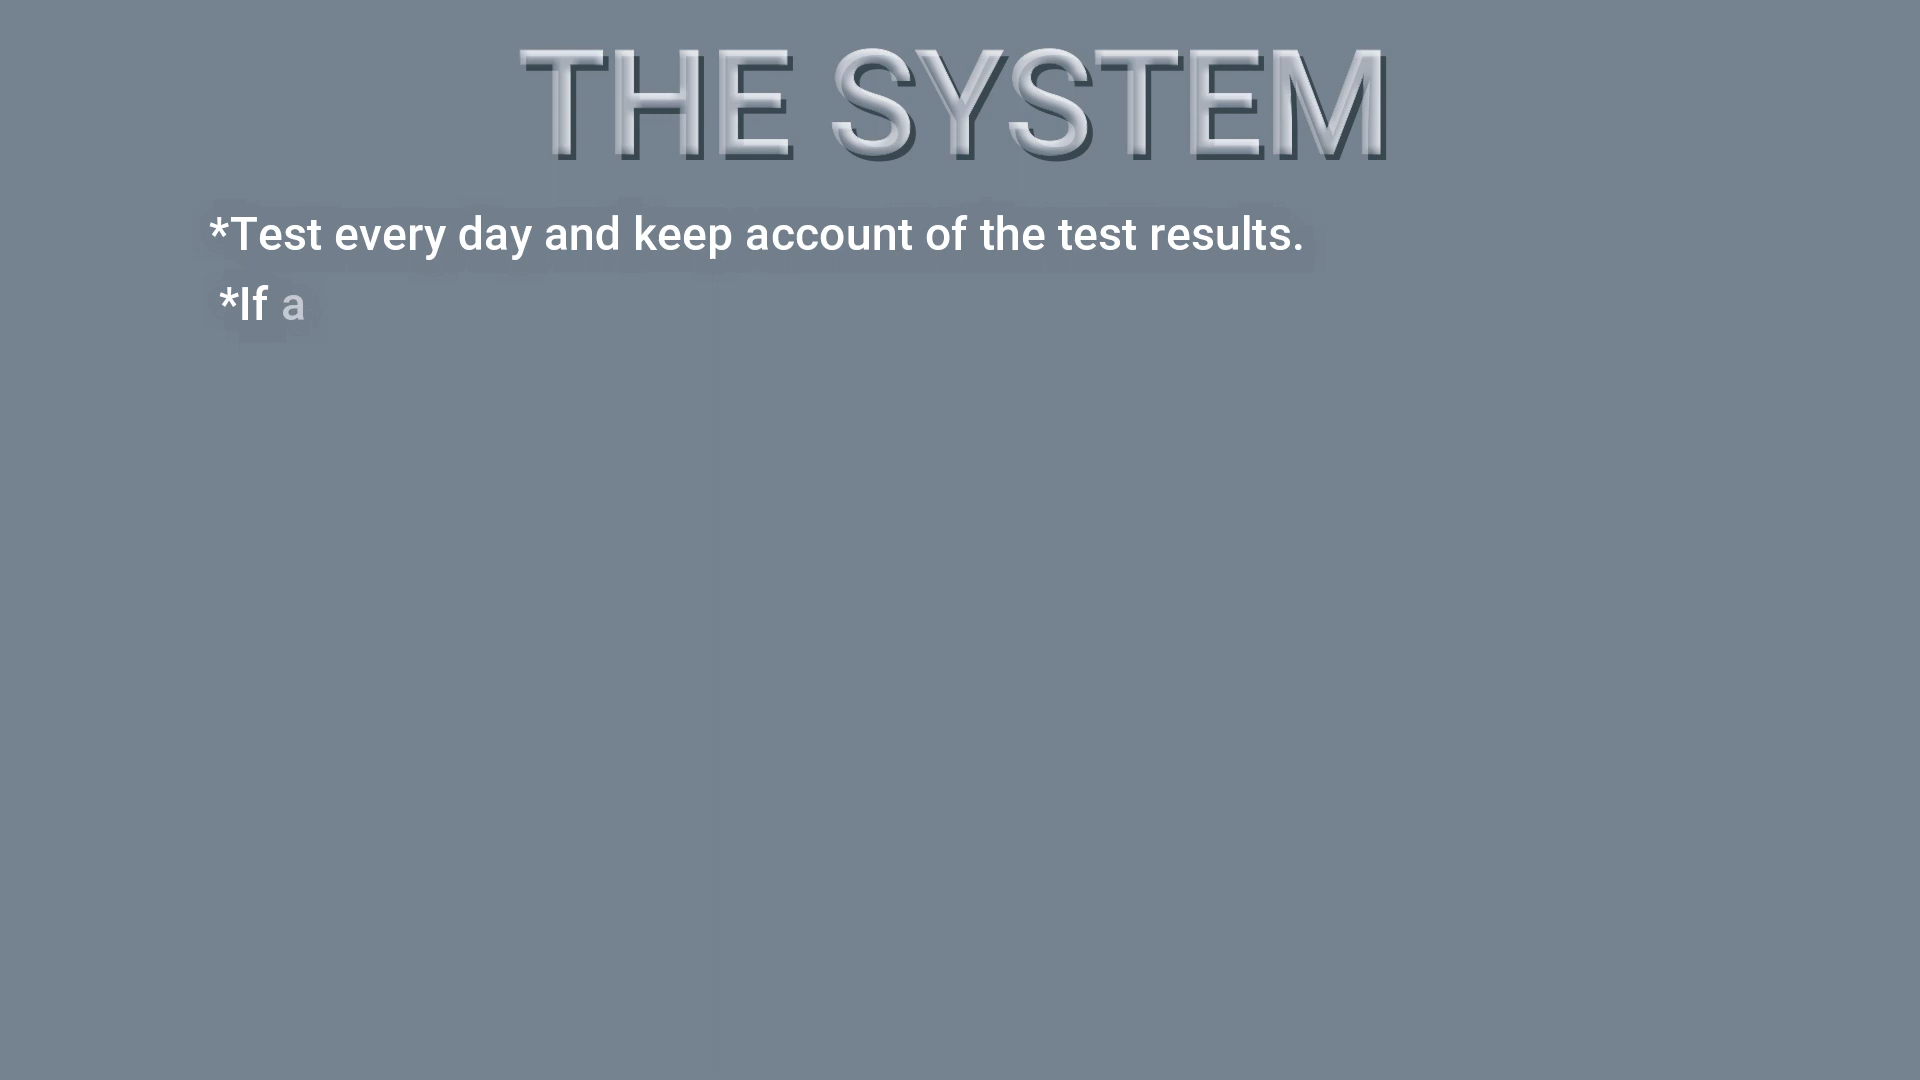 THE SYSTEM
*Test every day and keep account of the test results.
*If a